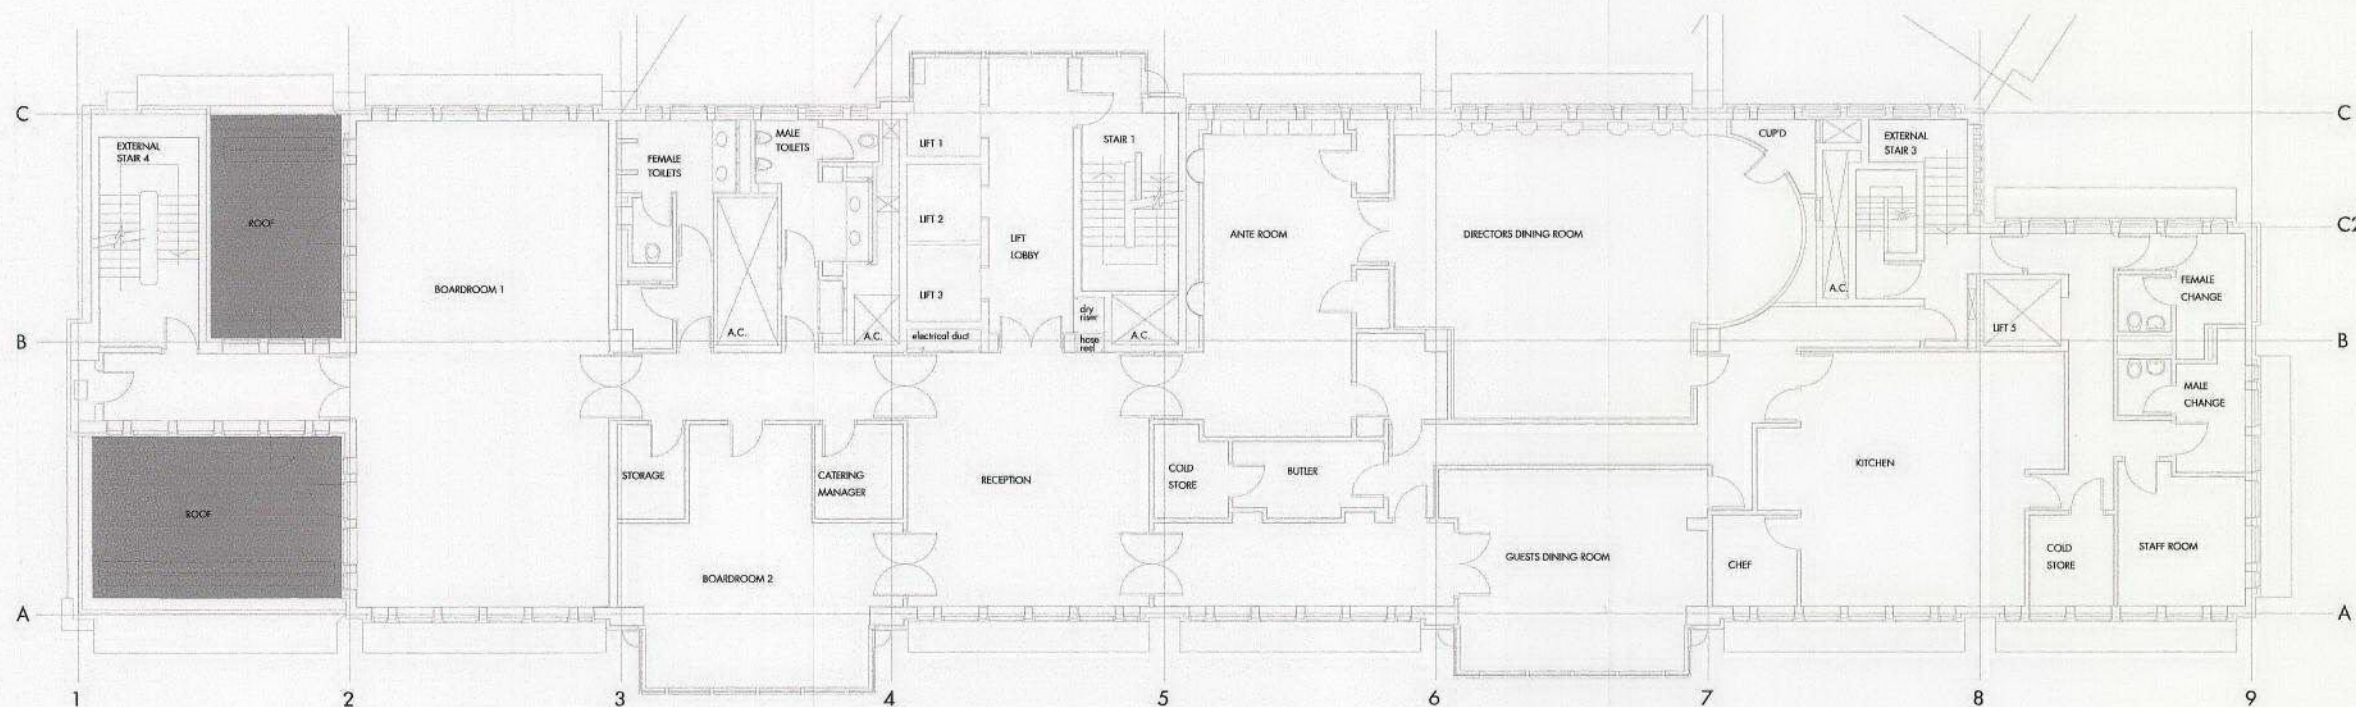 C
C
EXTERNAL
STAIR 4
ROOF
BOARDROOM 1
FEMALE
TOILETS
MALE
TOILETS
LIFT 1
LIFT 2
LIFT 3
LIFT
LOBBY
STAIR 1
ANTE ROOM
DIRECTORS DINING ROOM
CUP'D
EXTERNAL
STAIR 3
C2
A.C.
A.C.
electrical duct
dry
riser
hose
reel
A.C.
A.C.
LIFT 5
FEMALE
CHANGE
B
B
MALE
CHANGE
ROOF
STORAGE
CATERING
MANAGER
RECEPTION
COLD
STORE
BUTLER
KITCHEN
BOARDROOM 2
GUESTS DINING ROOM
CHEF
COLD
STORE
STAFF ROOM
A
A
1 2 3 4 5 6 7 8 9